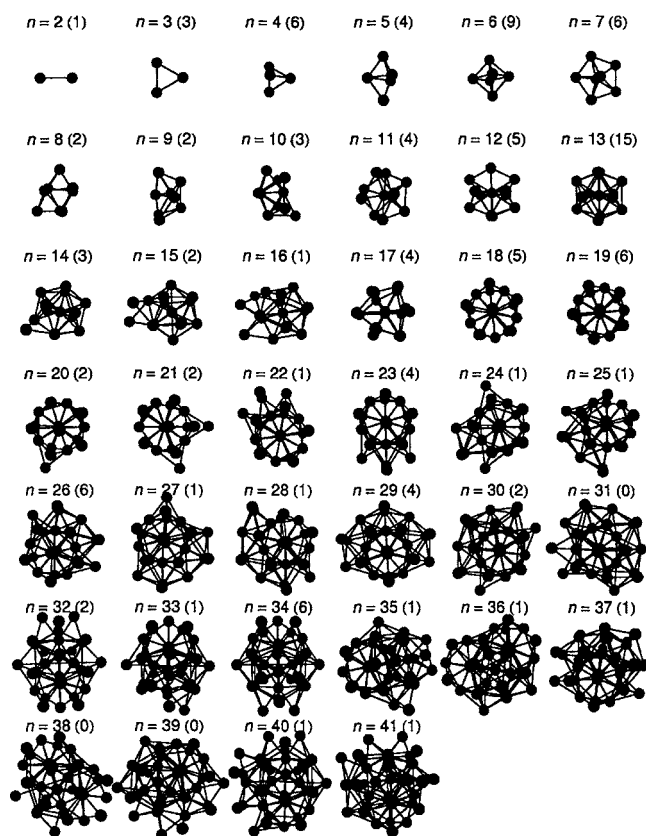 n = 2 (1) n = 3 (3) n = 4 (6) n = 5 (4) n = 6 (9) n = 7 (6)
n = 8 (2) n = 9 (2) n = 10 (3) n = 11 (4) n = 12 (5) n = 13 (15)
n = 14 (3) n = 15 (2) n = 16 (1) n = 17 (4) n = 18 (5) n = 19 (6)
n = 20 (2) n = 21 (2) n = 22 (1) n = 23 (4) n = 24 (1) n = 25 (1)
n = 26 (6) n = 27 (1) n = 28 (1) n = 29 (4) n = 30 (2) n = 31 (0)
n = 32 (2) n = 33 (1) n = 34 (6) n = 35 (1) n = 36 (1) n = 37 (1)
n = 38 (0) n = 39 (0) n = 40 (1) n = 41 (1)